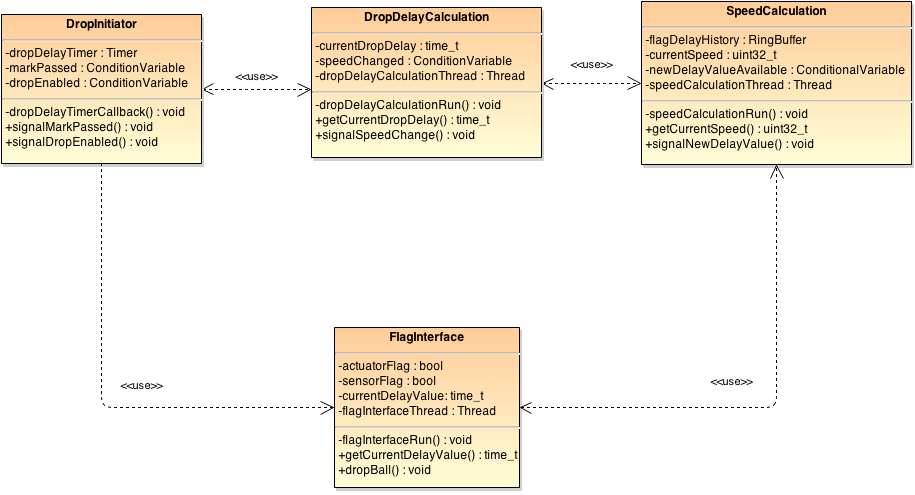 DropInitiator
-dropDelayTimer : Timer
-markPassed : ConditionVariable
-dropEnabled : ConditionVariable
-dropDelayTimerCallback() : void
+signalMarkPassed() : void
+signalDropEnabled() : void
<<use>>
DropDelayCalculation
-currentDropDelay : time_t
-speedChanged : ConditionVariable
-dropDelayCalculationThread : Thread
-dropDelayCalculationRun() : void
+getCurrentDropDelay() : time_t
+signalSpeedChange() : void
<<use>>
SpeedCalculation
-flagDelayHistory : RingBuffer
-currentSpeed : uint32_t
-newDelayValueAvailable : ConditionalVariable
-speedCalculationThread : Thread
-speedCalculationRun() : void
+getCurrentSpeed() : uint32_t
+signalNewDelayValue() : void
<<use>>
FlagInterface
-actuatorFlag : bool
-sensorFlag : bool
-currentDelayValue: time_t
-flagInterfaceThread : Thread
-flagInterfaceRun() : void
+getCurrentDelayValue() : time_t
+dropBall() : void
<<use>>